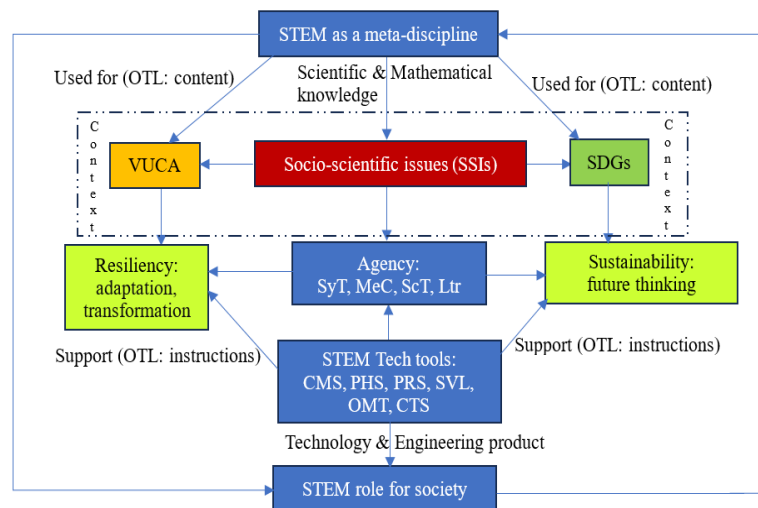 STEM as a meta-discipline
Used for (OTL: content)
Scientific & Mathematical
knowledge
Used for (OTL: content)
Context
VUCA
Socio-scientific issues (SSIs)
SDGs
Context
Resiliency:
adaptation,
transformation
Agency:
SyT, MeC, ScT, Ltr
Sustainability:
future thinking
Support (OTL: instructions)
STEM Tech tools:
CMS, PHS, PRS, SVL,
OMT, CTS
Support (OTL: instructions)
Technology & Engineering product
STEM role for society